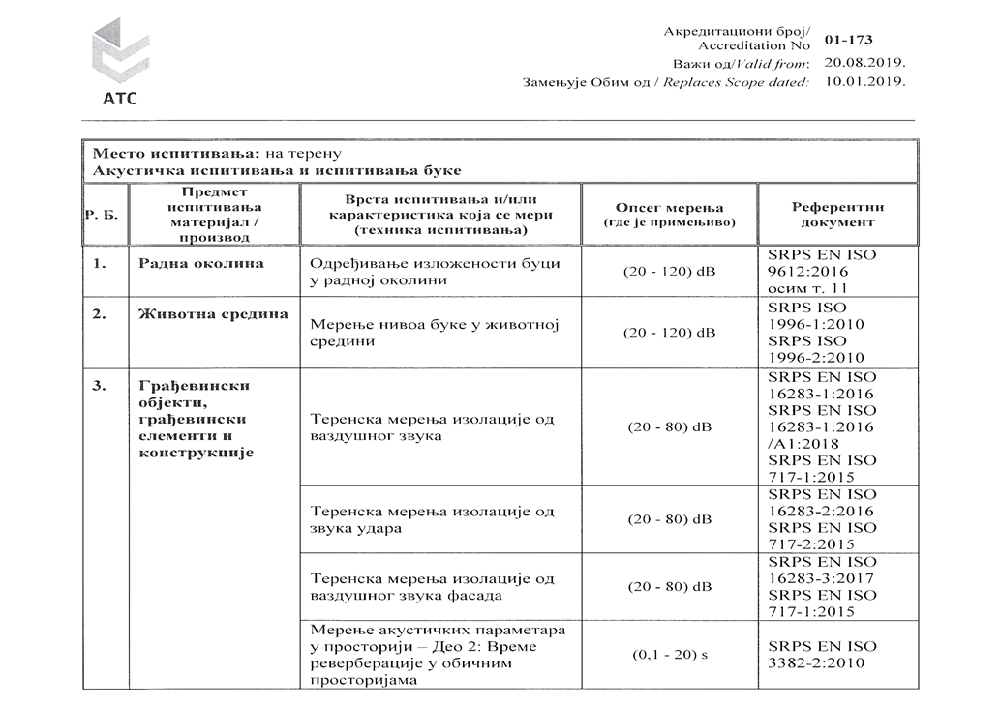 АТС
Акредитациони број/
Accreditation No
01-173
Важи од/Valid from: 20.08.2019.
Замењује Обим од / Replaces Scope dated: 10.01.2019.
Место испитивања: на терену
Акустичка испитивања и испитивања буке
Р. Б.
Предмет
испитивања
материјал /
производ
Врста испитивања и/или
карактеристика која се мери
(техника испитивања)
Опсег мерења
(где је примењиво)
Референтни
документ
1.
Радна околина
Одређивање изложености буци
у радној околини
(20 - 120) dB
SRPS EN ISO
9612:2016
осим т. 11
2.
Животна средина
Мерење нивоа буке у животној
средини
(20 - 120) dB
SRPS ISO
1996-1:2010
SRPS ISO
1996-2:2010
3.
Грађевински
објекти,
грађевински
елементи и
конструкције
Теренска мерења изолације од
ваздушног звука
(20 - 80) dB
SRPS EN ISO
16283-1:2016
SRPS EN ISO
16283-1:2016
/A1:2018
SRPS EN ISO
717-1:2015
Теренска мерења изолације од
звука удара
(20 - 80) dB
SRPS EN ISO
16283-2:2016
SRPS EN ISO
717-2:2015
Теренска мерења изолације од
ваздушног звука фасада
(20 - 80) dB
SRPS EN ISO
16283-3:2017
SRPS EN ISO
717-1:2015
Мерење акустичких параметара
у просторији – Део 2: Време
реверберације у обичним
просторијама
(0,1 - 20) s
SRPS EN ISO
3382-2:2010